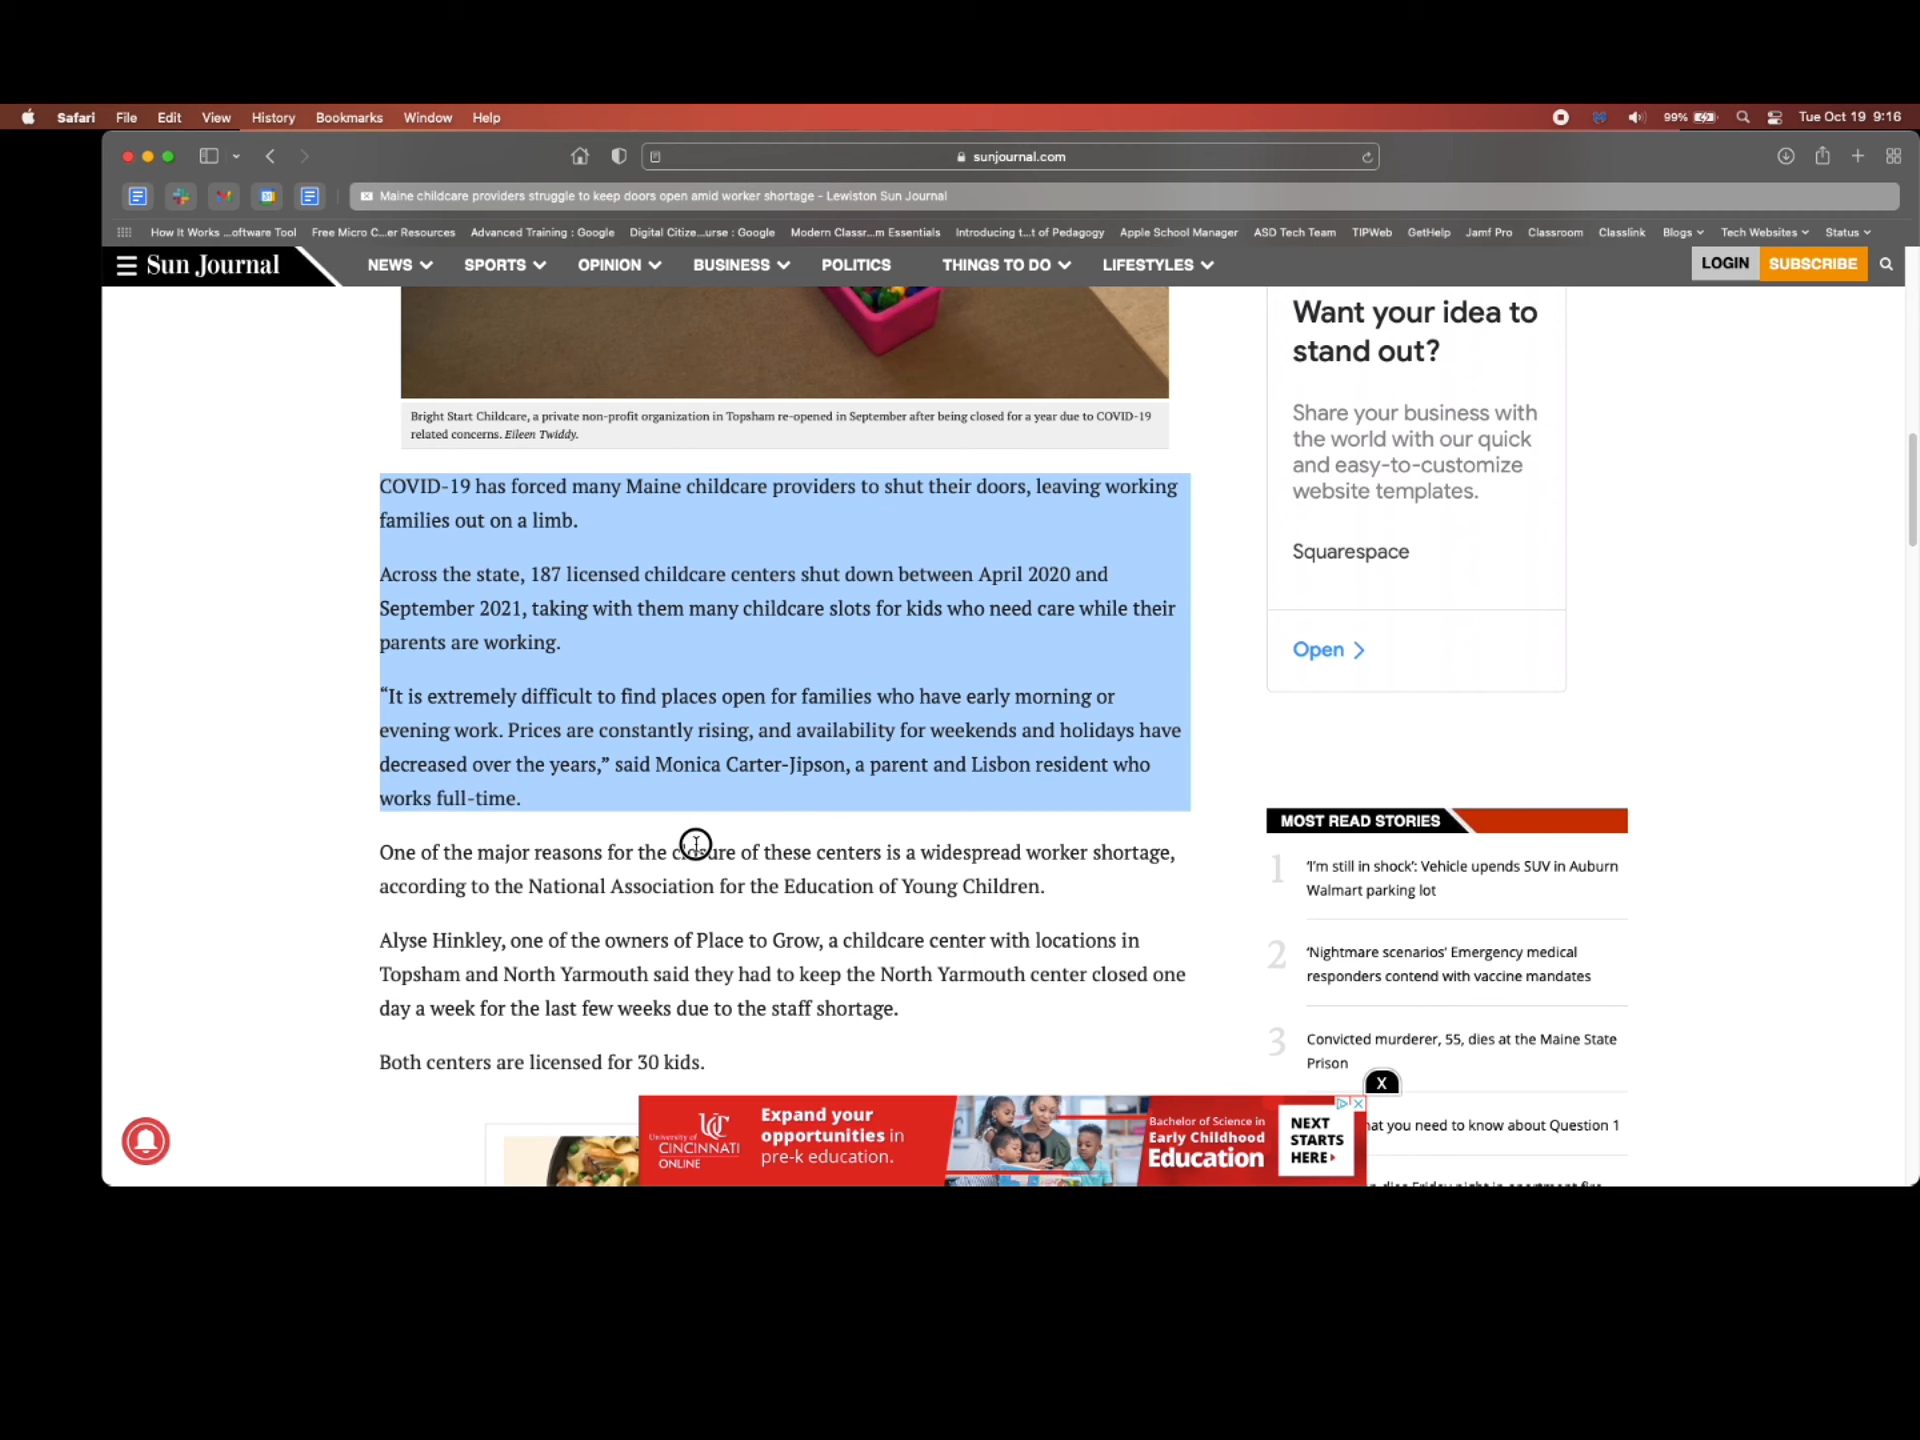 Safari File Edit View History Bookmarks Window Help 99% Tue Oct 19 9:16
sunjournal.com
Maine childcare providers struggle to keep doors open amid worker shortage – Lewiston Sun Journal
How It Works ...oftware Tool Free Micro C...er Resources Advanced Training : Google Digital Citize...urse : Google Modern Classr...m Essentials Introducing t...t of Pedagogy Apple School Manager ASD Tech Team TIPWeb GetHelp Jamf Pro Classroom Classlink Blogs Tech Websites Status
Sun Journal NEWS SPORTS OPINION BUSINESS POLITICS THINGS TO DO LIFESTYLES LOGIN SUBSCRIBE
Bright Start Childcare, a private non-profit organization in Topsham re-opened in September after being closed for a year due to COVID-19
related concerns. Eileen Twiddy.
COVID-19 has forced many Maine childcare providers to shut their doors, leaving working
families out on a limb.
Across the state, 187 licensed childcare centers shut down between April 2020 and
September 2021, taking with them many childcare slots for kids who need care while their
parents are working.
“It is extremely difficult to find places open for families who have early morning or
evening work. Prices are constantly rising, and availability for weekends and holidays have
decreased over the years,” said Monica Carter-Jipson, a parent and Lisbon resident who
works full-time.
One of the major reasons for the closure of these centers is a widespread worker shortage,
according to the National Association for the Education of Young Children.
Alyse Hinkley, one of the owners of Place to Grow, a childcare center with locations in
Topsham and North Yarmouth said they had to keep the North Yarmouth center closed one
day a week for the last few weeks due to the staff shortage.
Both centers are licensed for 30 kids.
Want your idea to
stand out?
Share your business with
the world with our quick
and easy-to-customize
website templates.
Squarespace
Open
MOST READ STORIES
1 ‘I’m still in shock’: Vehicle upends SUV in Auburn
Walmart parking lot
2 ‘Nightmare scenarios’ Emergency medical
responders contend with vaccine mandates
3 Convicted murderer, 55, dies at the Maine State
Prison
X
at you need to know about Question 1
University of
CINCINNATI
ONLINE
Expand your
opportunities in
pre-k education.
Bachelor of Science in
Early Childhood
Education
NEXT
STARTS
HERE